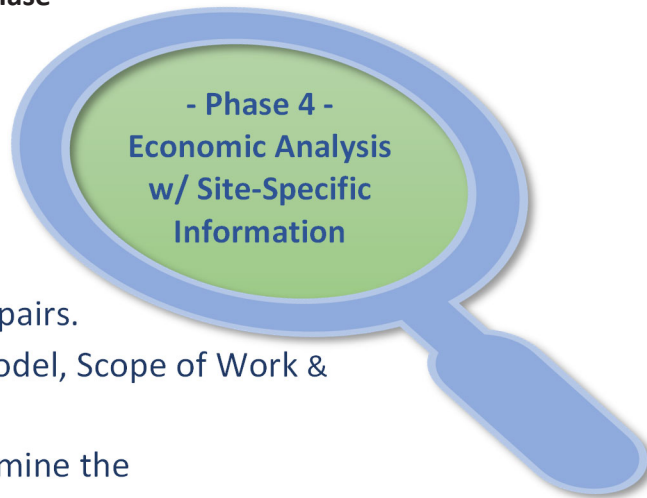 - Phase 4 -
Economic Analysis
w/ Site-Specific
Information
pairs.
odel, Scope of Work &
mine the